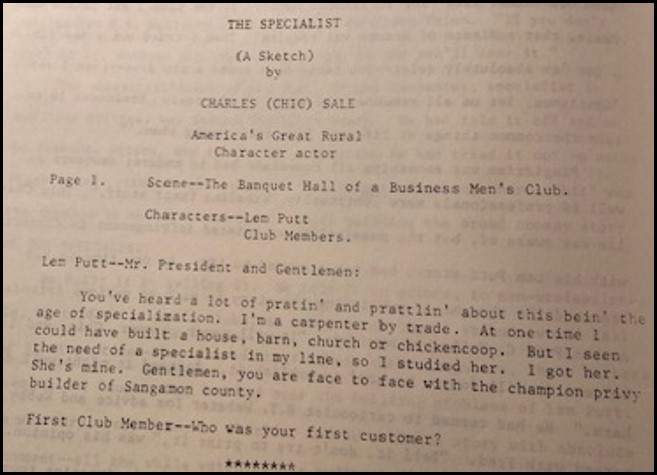 THE SPECIALIST
(A Sketch)
by
CHARLES (CHIC) SALE
America's Great Rural
Character actor
Page 1. Scene--The Banquet Hall of a Business Men's Club.
Characters--Lem Putt
Club Members.
Lem Putt--Mr. President and Gentlemen:
You've heard a lot of pratin' and prattlin' about this bein' the
age of specialization. I'm a carpenter by trade. At one time I
could have built a house, barn, church or chickencoop. But I seen
the need of a specialist in my line, so I studied her. I got her.
She's mine. Gentlemen, you are face to face with the champion privy
builder of Sangamon county.
First Club Member--Who was your first customer?
********